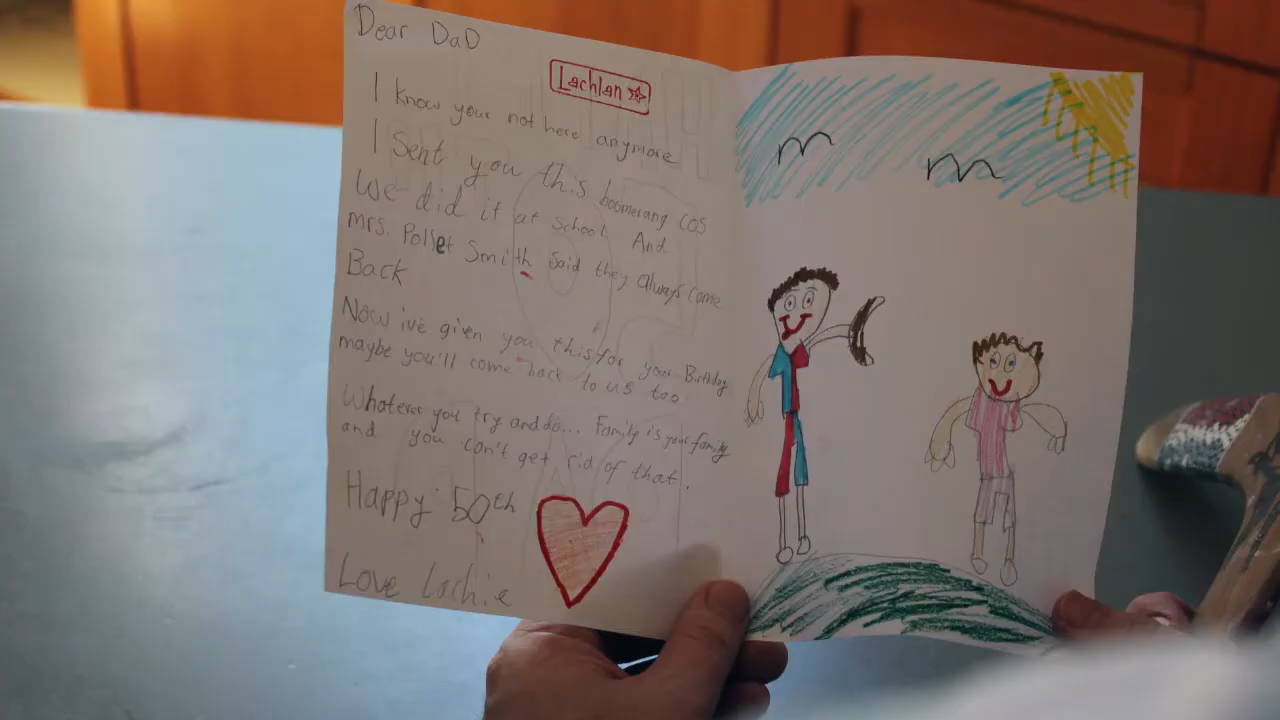 Dear DaD
Lachlan
I know your not here anymore
I Sent you this boomerang cos
We did it at school. And
mrs. Pollet Smith said they always come
Back
Now ive given you this for your Birthday
maybe you'll come back to us too
Whatever you try and do... Family is your family
and you can't get rid of that.
Happy 50th
Love Lachie